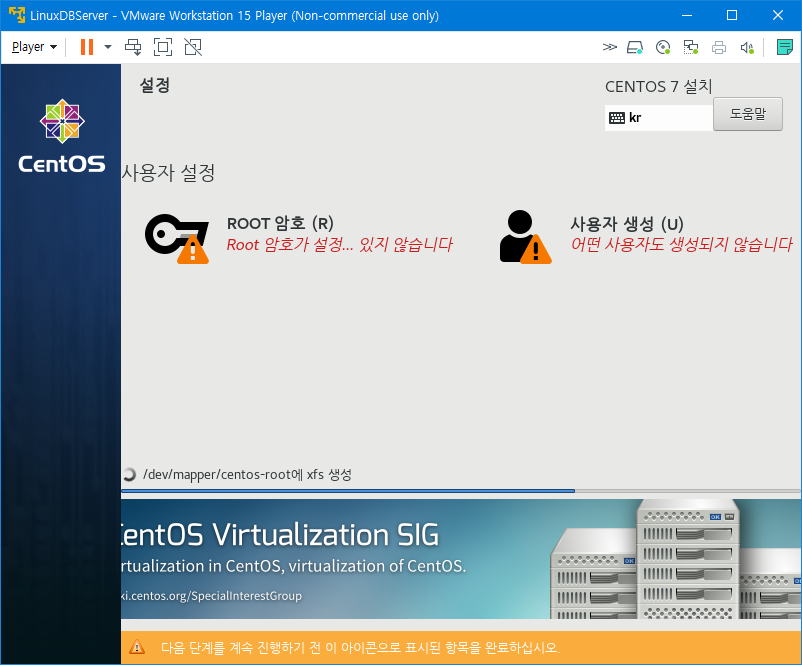 LinuxDBServer - VMware Workstation 15 Player (Non-commercial use only)
Player
설정
CENTOS 7 설치
kr
도움말
CentOS
사용자 설정
ROOT 암호 (R)
Root 암호가 설정... 있지 않습니다
사용자 생성 (U)
어떤 사용자도 생성되지 않습니다
/dev/mapper/centos-root에 xfs 생성
CentOS Virtualization SIG
rtualization in CentOS, virtualization of CentOS.
ki.centos.org/SpecialInterestGroup
다음 단계를 계속 진행하기 전 이 아이콘으로 표시된 항목을 완료하십시오.